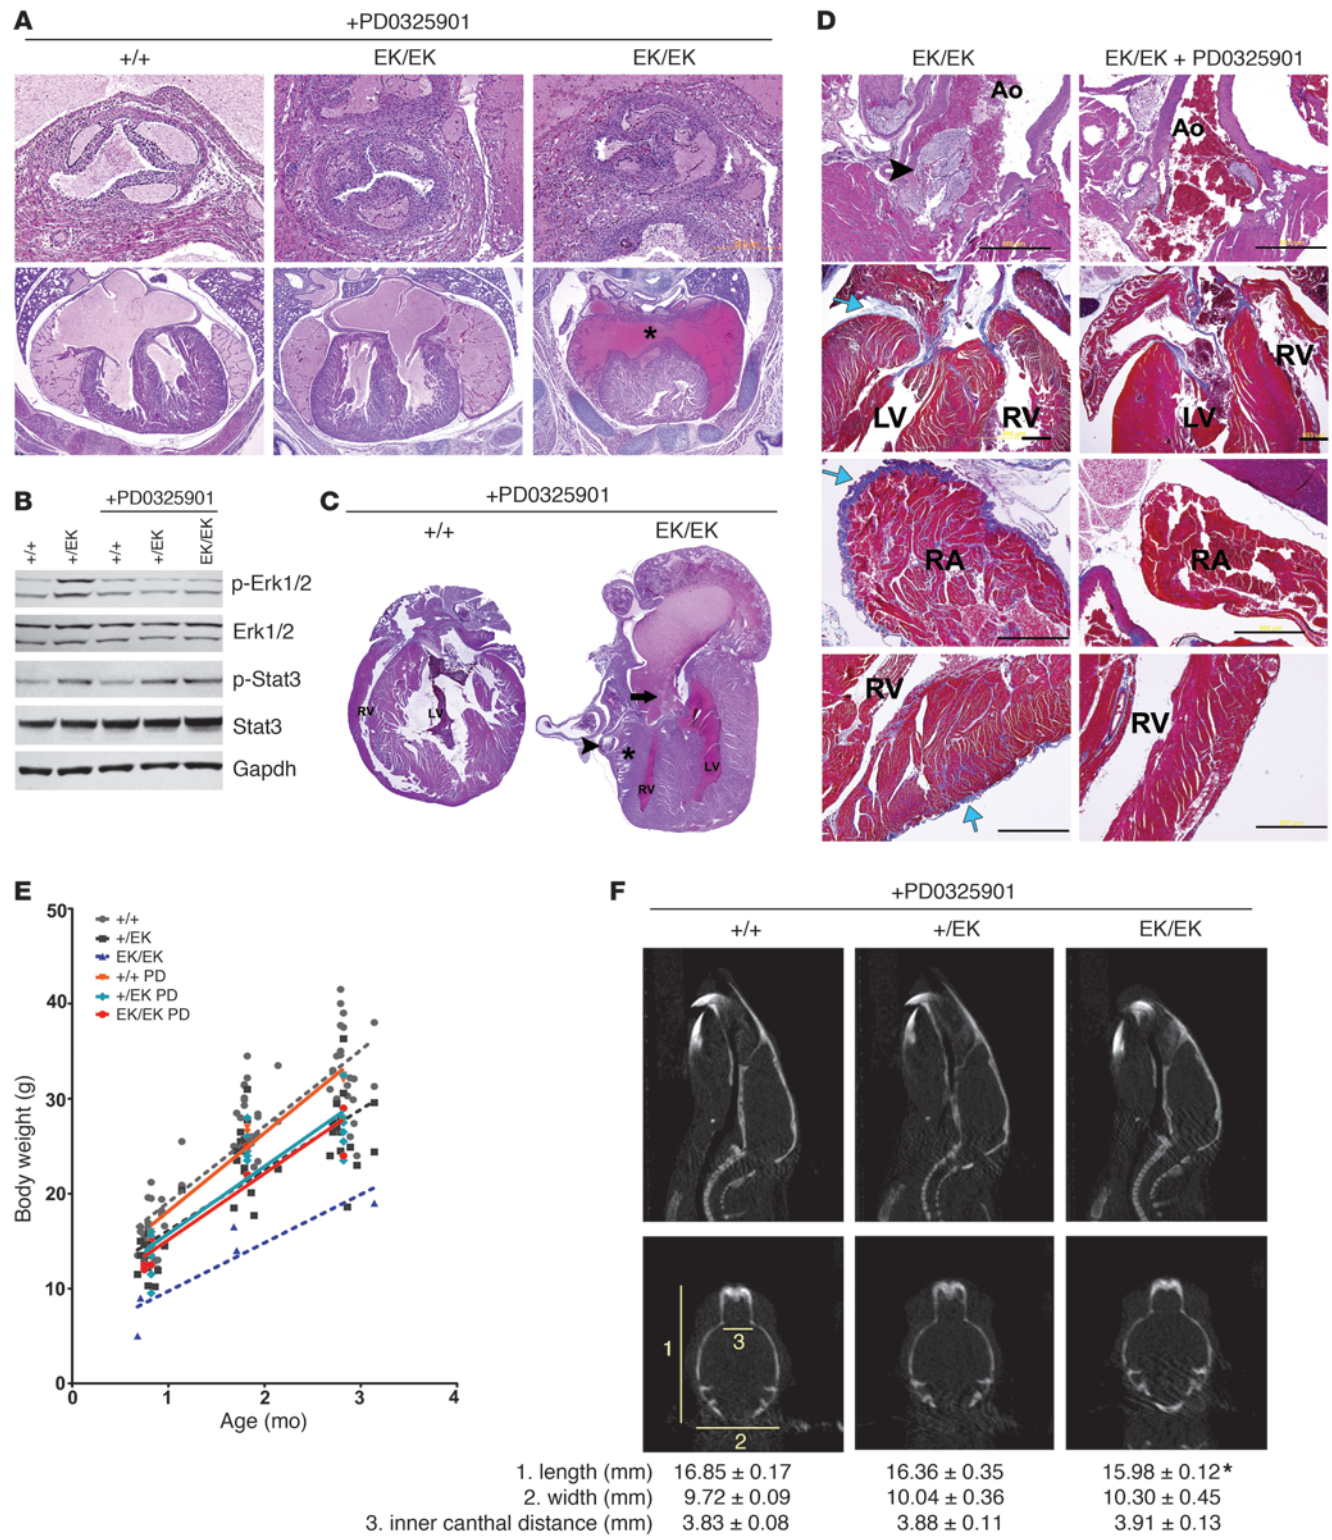 A
+PD0325901
+/+
EK/EK
EK/EK
*
D
EK/EK
EK/EK + PD0325901
Ao
Ao
LV
RV
LV
RV
RA
RA
RV
RV
B
+PD0325901
+/+
+/EK
+/+
+/EK
EK/EK
p-Erk1/2
Erk1/2
p-Stat3
Stat3
Gapdh
C
+PD0325901
+/+
EK/EK
RV
LV
*
RV
LV
E
50
40
30
20
10
0
0
1
2
3
4
Body weight (g)
Age (mo)
+/+
+/EK
EK/EK
+/+ PD
+/EK PD
EK/EK PD
F
+PD0325901
+/+
+/EK
EK/EK
1
3
2
1. length (mm) 16.85 ± 0.17 16.36 ± 0.35 15.98 ± 0.12*
2. width (mm) 9.72 ± 0.09 10.04 ± 0.36 10.30 ± 0.45
3. inner canthal distance (mm) 3.83 ± 0.08 3.88 ± 0.11 3.91 ± 0.13